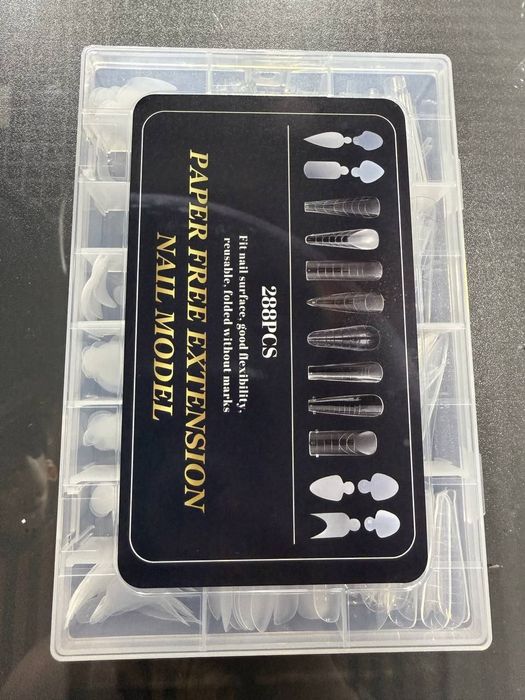 PAPER FREE EXTENSION
NAIL MODEL
Fit nail surface, good flexibility,
reusable, folded without marks
288PCS